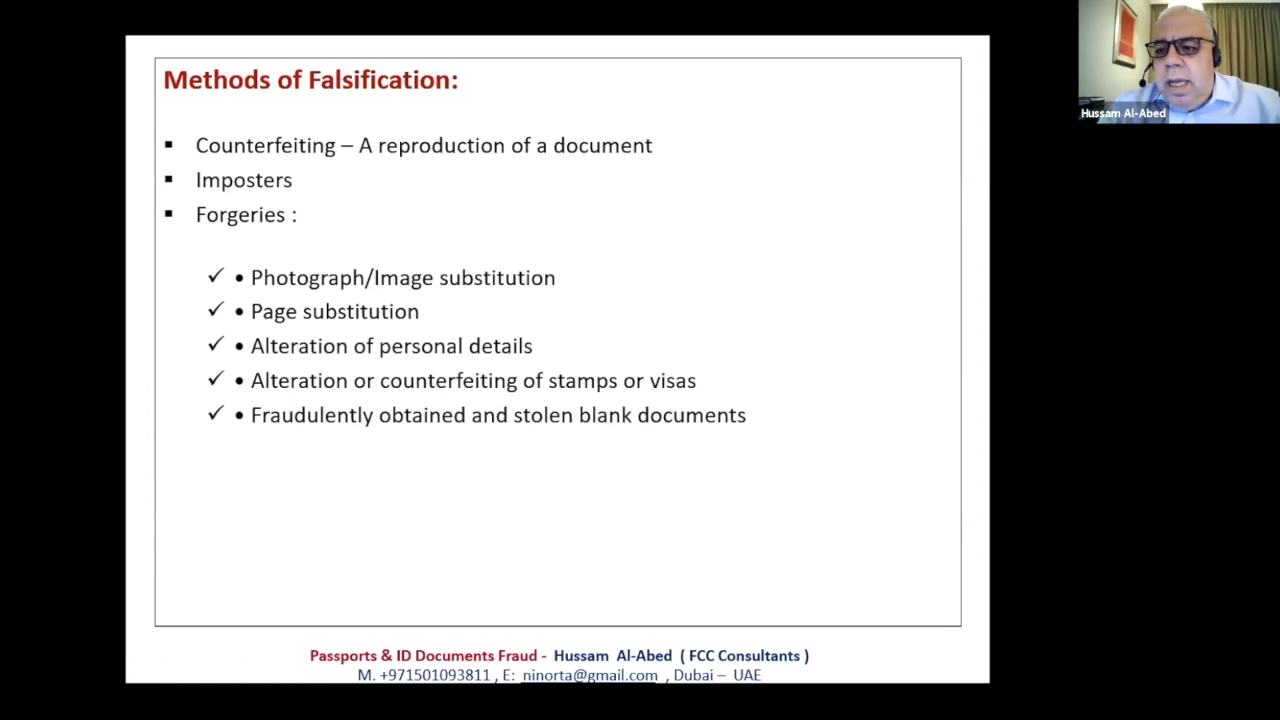 Methods of Falsification:
▪ Counterfeiting – A reproduction of a document
▪ Imposters
▪ Forgeries :
✓ • Photograph/Image substitution
✓ • Page substitution
✓ • Alteration of personal details
✓ • Alteration or counterfeiting of stamps or visas
✓ • Fraudulently obtained and stolen blank documents
Passports & ID Documents Fraud - Hussam Al-Abed ( FCC Consultants )
M. +971501093811 , E: ninorta@gmail.com , Dubai – UAE
Hussam Al-Abed